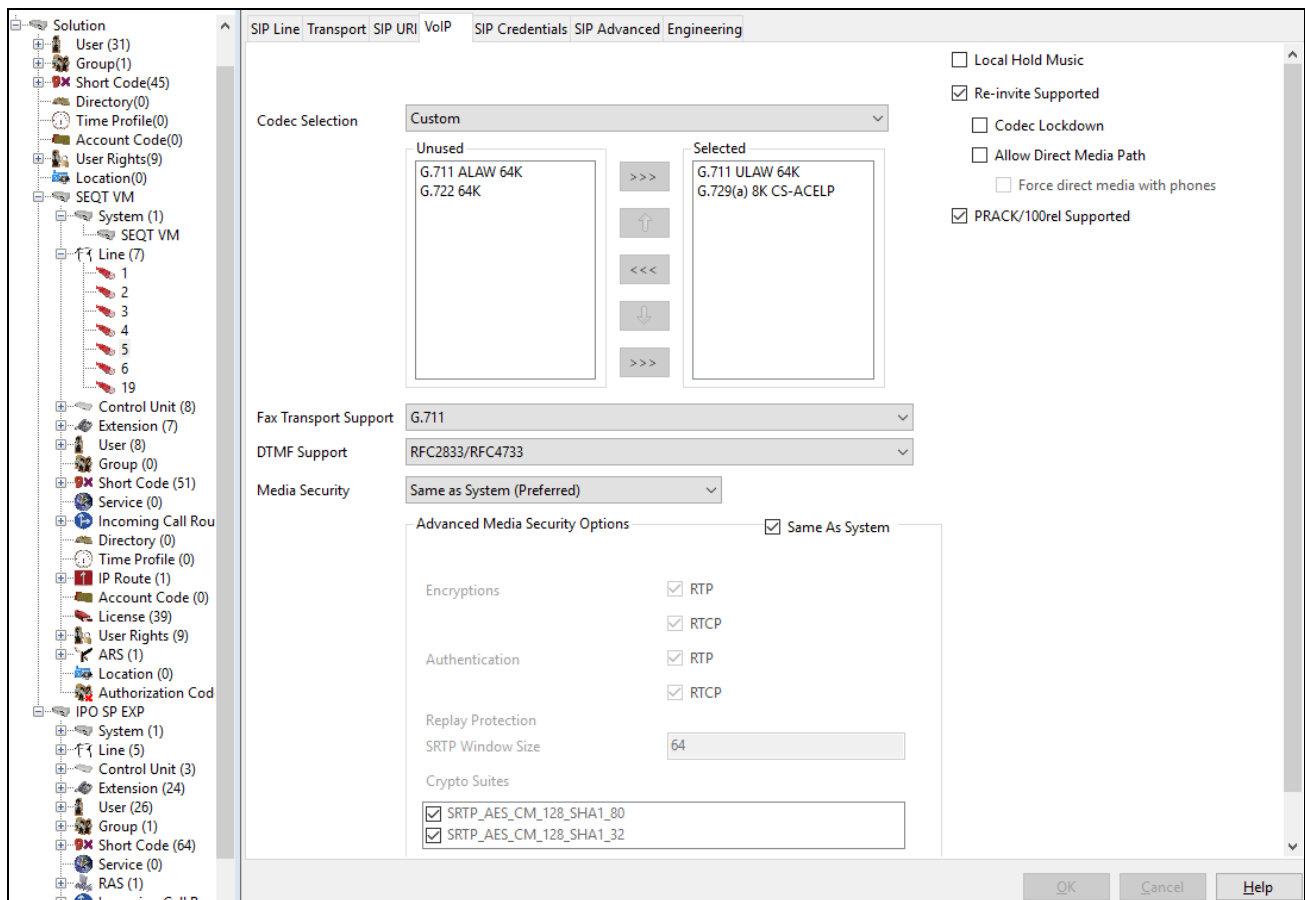 Solution
User (31)
Group(1)
Short Code(45)
Directory(0)
Time Profile(0)
Account Code(0)
User Rights(9)
Location(0)
SEQT VM
System (1)
SEQT VM
Line (7)
1
2
3
4
5
6
19
Control Unit (8)
Extension (7)
User (8)
Group (0)
Short Code (51)
Service (0)
Incoming Call Rou
Directory (0)
Time Profile (0)
IP Route (1)
Account Code (0)
License (39)
User Rights (9)
ARS (1)
Location (0)
Authorization Cod
IPO SP EXP
System (1)
Line (5)
Control Unit (3)
Extension (24)
User (26)
Group (1)
Short Code (64)
Service (0)
RAS (1)
SIP Line Transport SIP URI VoIP SIP Credentials SIP Advanced Engineering
Codec Selection Custom
Unused
G.711 ALAW 64K
G.722 64K
>>>
<<<
>>>
Selected
G.711 ULAW 64K
G.729(a) 8K CS-ACELP
Local Hold Music
Re-invite Supported
Codec Lockdown
Allow Direct Media Path
Force direct media with phones
PRACK/100rel Supported
Fax Transport Support G.711
DTMF Support RFC2833/RFC4733
Media Security Same as System (Preferred)
Advanced Media Security Options Same As System
Encryptions RTP
RTCP
Authentication RTP
RTCP
Replay Protection
SRTP Window Size 64
Crypto Suites
SRTP_AES_CM_128_SHA1_80
SRTP_AES_CM_128_SHA1_32
OK Cancel Help